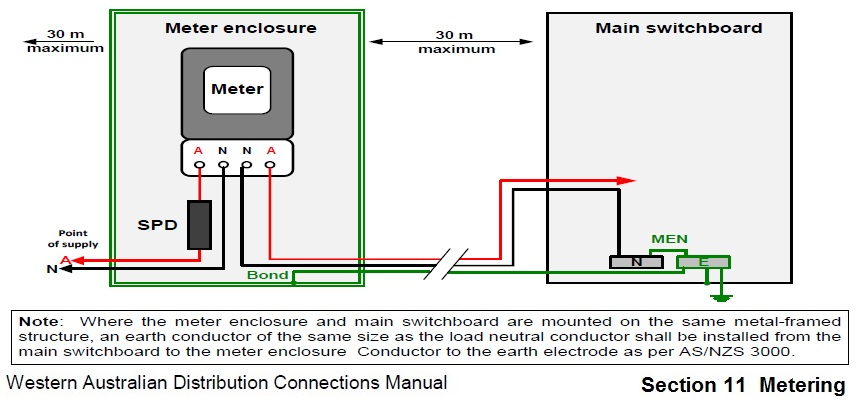 30 m
maximum
Meter enclosure
30 m
maximum
Main switchboard
Meter
A N N A
SPD
Point
of supply
A
N
Bond
MEN
N
E
Note: Where the meter enclosure and main switchboard are mounted on the same metal-framed
structure, an earth conductor of the same size as the load neutral conductor shall be installed from the
main switchboard to the meter enclosure Conductor to the earth electrode as per AS/NZS 3000.
Western Australian Distribution Connections Manual
Section 11 Metering